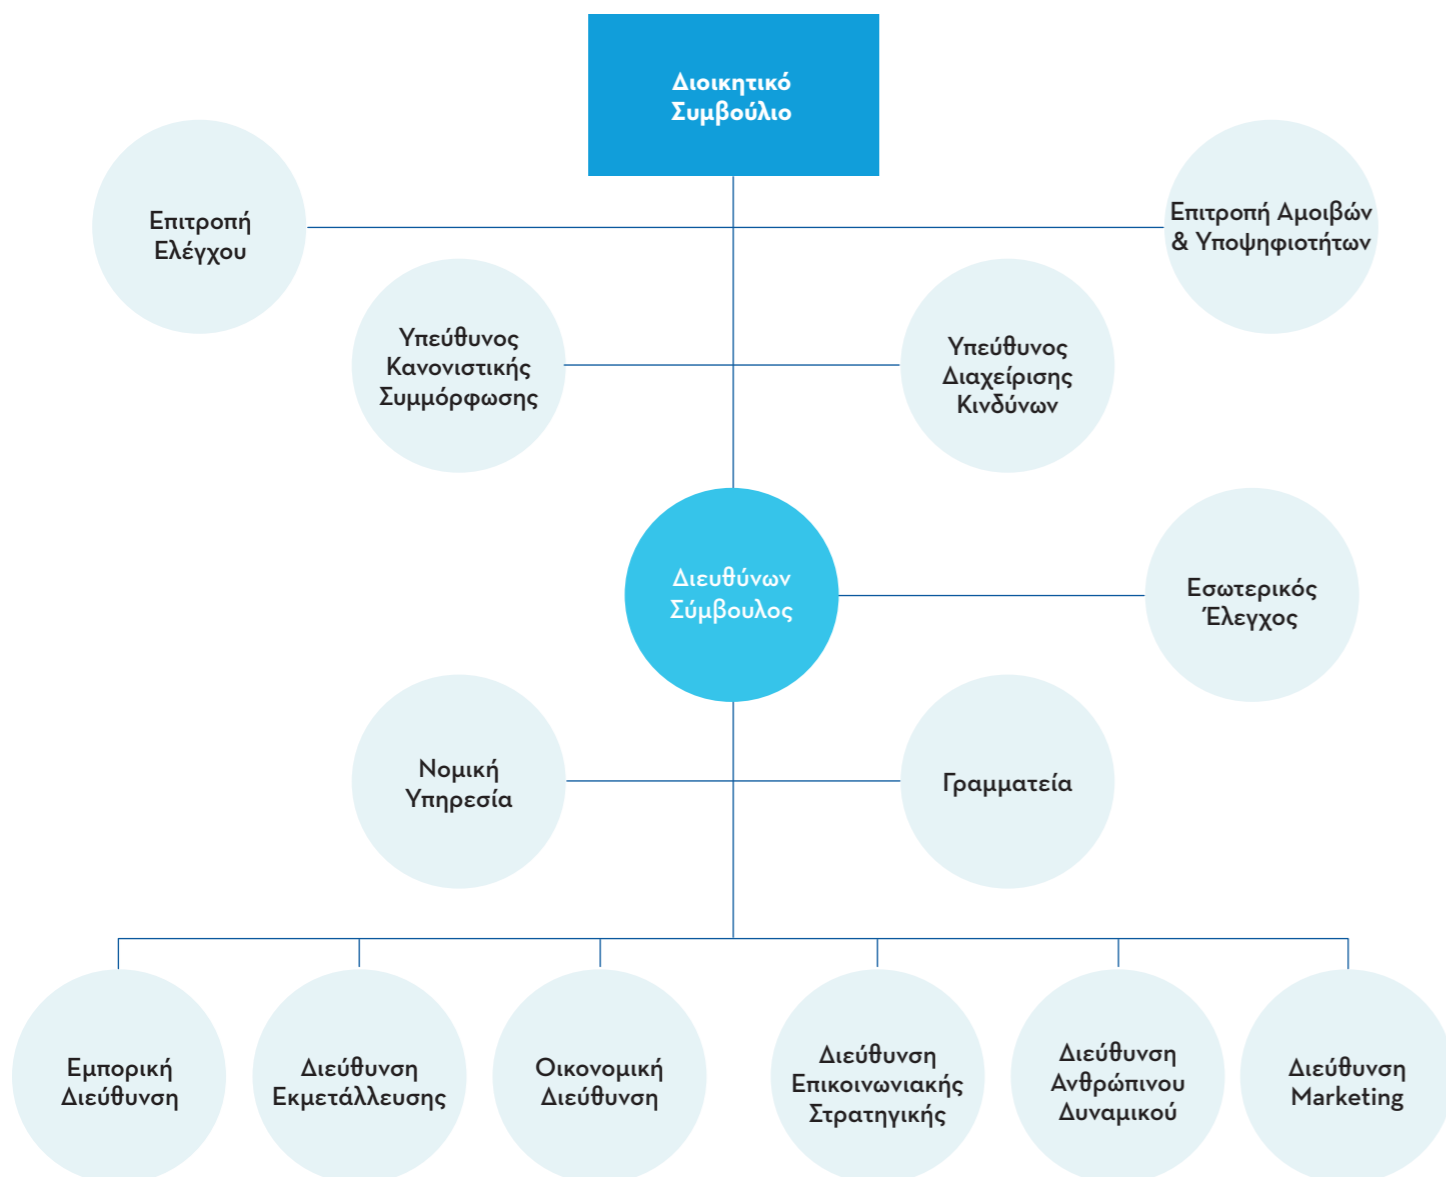 Διοικητικό
Συμβούλιο
Επιτροπή
Ελέγχου
Επιτροπή Αμοιβών
& Υποψηφιοτήτων
Υπεύθυνος
Κανονιστικής
Συμμόρφωσης
Υπεύθυνος
Διαχείρισης
Κινδύνων
Διευθύνων
Σύμβουλος
Εσωτερικός
Έλεγχος
Νομική
Υπηρεσία
Γραμματεία
Εμπορική
Διεύθυνση
Διεύθυνση
Εκμετάλλευσης
Οικονομική
Διεύθυνση
Διεύθυνση
Επικοινωνιακής
Στρατηγικής
Διεύθυνση
Ανθρώπινου
Δυναμικού
Διεύθυνση
Marketing